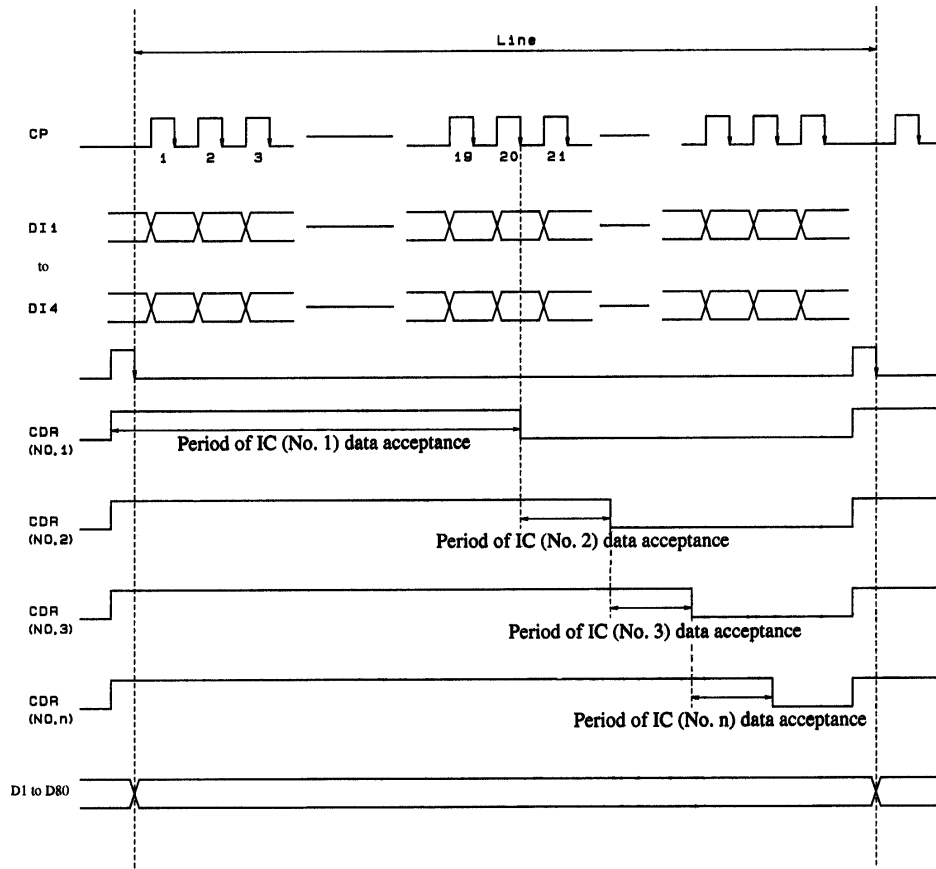 Line
CP
1 2 3 19 20 21
DI1
to
DI4
CDR
(NO,1)
Period of IC (No. 1) data acceptance
CDR
(NO,2)
Period of IC (No. 2) data acceptance
CDR
(NO,3)
Period of IC (No. 3) data acceptance
CDR
(NO,n)
Period of IC (No. n) data acceptance
D1 to D80